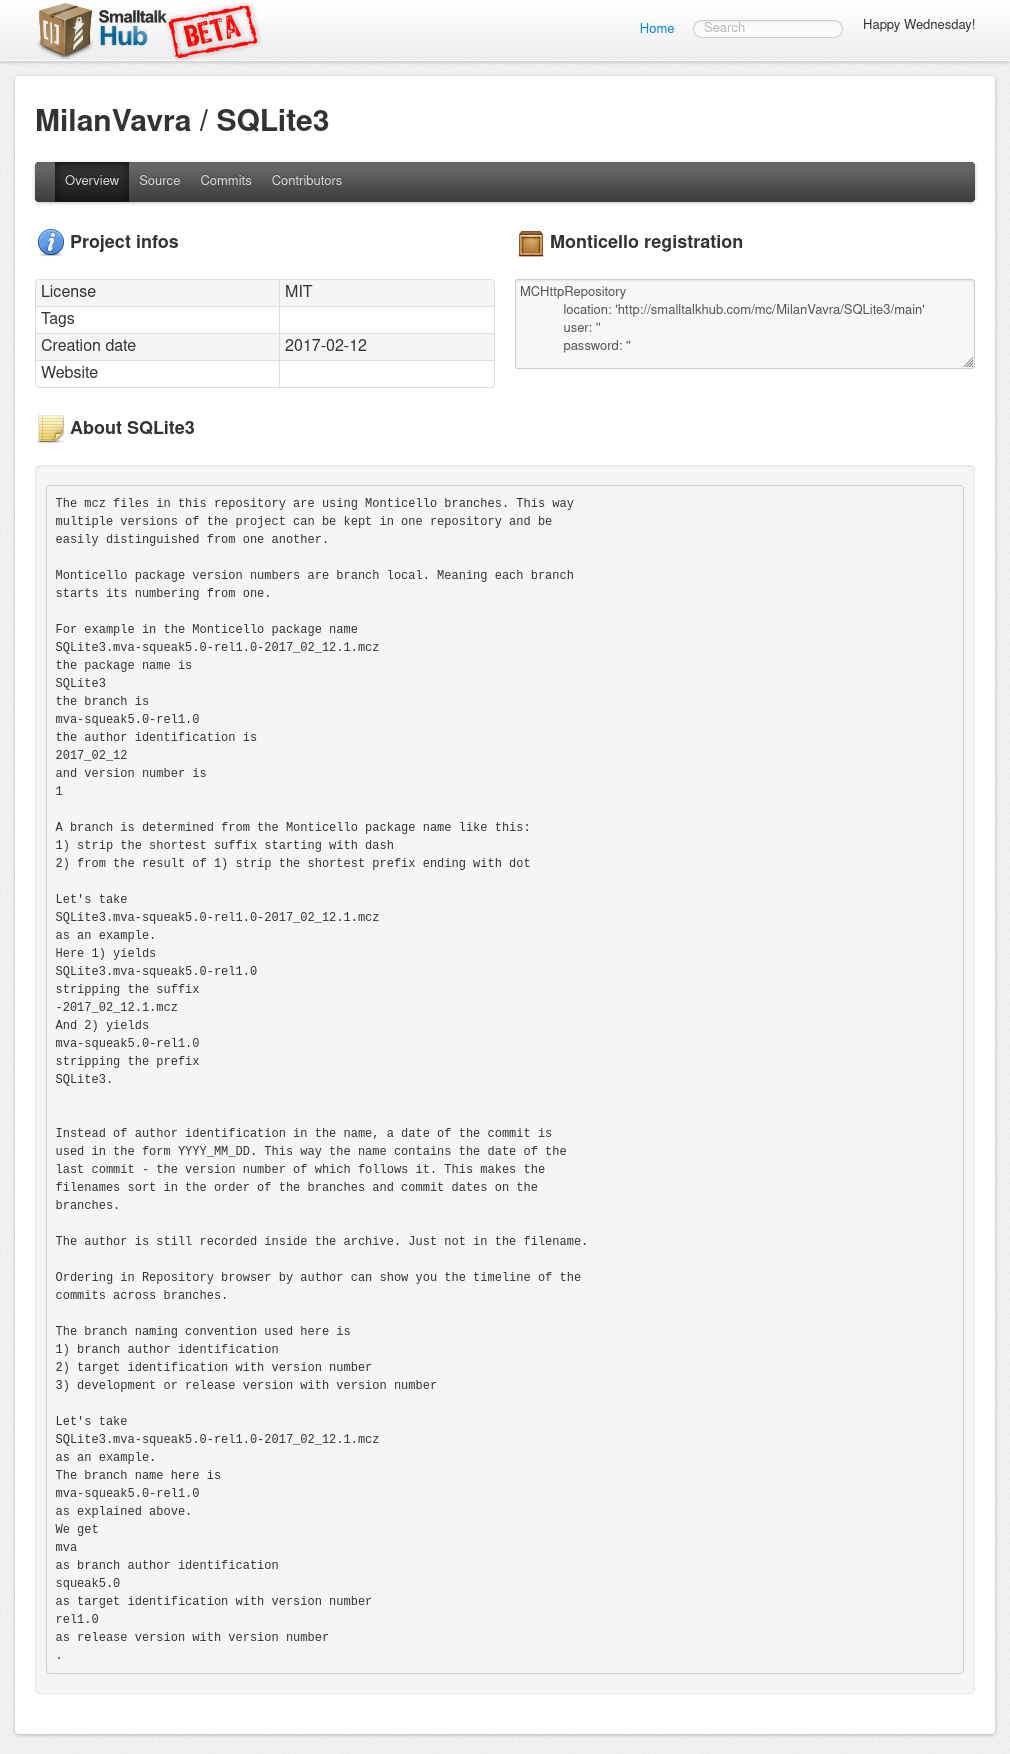 Smalltalk
Hub
BETA
Home
Search
Happy Wednesday!
MilanVavra / SQLite3
Overview Source Commits Contributors
Project infos
License MIT
Tags
Creation date 2017-02-12
Website
Monticello registration
MCHttpRepository
location: 'http://smalltalkhub.com/mc/MilanVavra/SQLite3/main'
user: ''
password: ''
About SQLite3
The mcz files in this repository are using Monticello branches. This way
multiple versions of the project can be kept in one repository and be
easily distinguished from one another.
Monticello package version numbers are branch local. Meaning each branch
starts its numbering from one.
For example in the Monticello package name
SQLite3.mva-squeak5.0-rel1.0-2017_02_12.1.mcz
the package name is
SQLite3
the branch is
mva-squeak5.0-rel1.0
the author identification is
2017_02_12
and version number is
1
A branch is determined from the Monticello package name like this:
1) strip the shortest suffix starting with dash
2) from the result of 1) strip the shortest prefix ending with dot
Let's take
SQLite3.mva-squeak5.0-rel1.0-2017_02_12.1.mcz
as an example.
Here 1) yields
SQLite3.mva-squeak5.0-rel1.0
stripping the suffix
-2017_02_12.1.mcz
And 2) yields
mva-squeak5.0-rel1.0
stripping the prefix
SQLite3.
Instead of author identification in the name, a date of the commit is
used in the form YYYY_MM_DD. This way the name contains the date of the
last commit - the version number of which follows it. This makes the
filenames sort in the order of the branches and commit dates on the
branches.
The author is still recorded inside the archive. Just not in the filename.
Ordering in Repository browser by author can show you the timeline of the
commits across branches.
The branch naming convention used here is
1) branch author identification
2) target identification with version number
3) development or release version with version number
Let's take
SQLite3.mva-squeak5.0-rel1.0-2017_02_12.1.mcz
as an example.
The branch name here is
mva-squeak5.0-rel1.0
as explained above.
We get
mva
as branch author identification
squeak5.0
as target identification with version number
rel1.0
as release version with version number
.